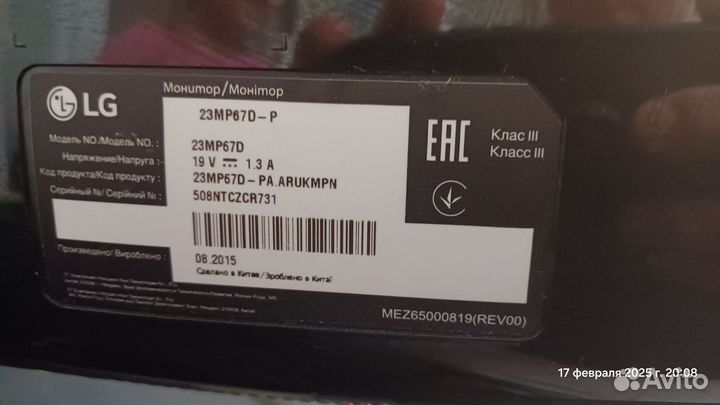 LG
Монитор/Монітор
23MP67D-P
Модель NO./Модель NO. : 23MP67D
Напряжение/Напруга : 19 V ⎓ 1.3 A
Код продукта/Код продукту : 23MP67D-PA.ARUKMPN
Серийный №/ Серійний № : 508NTCZCR731
EAC
Клас III
Класс III
Произведено/ Вироблено : 08.2015
Сделано в Китае/Зроблено в Китаї
MEZ65000819(REV00)
17 февраля 2025 г. 20:08
Avito